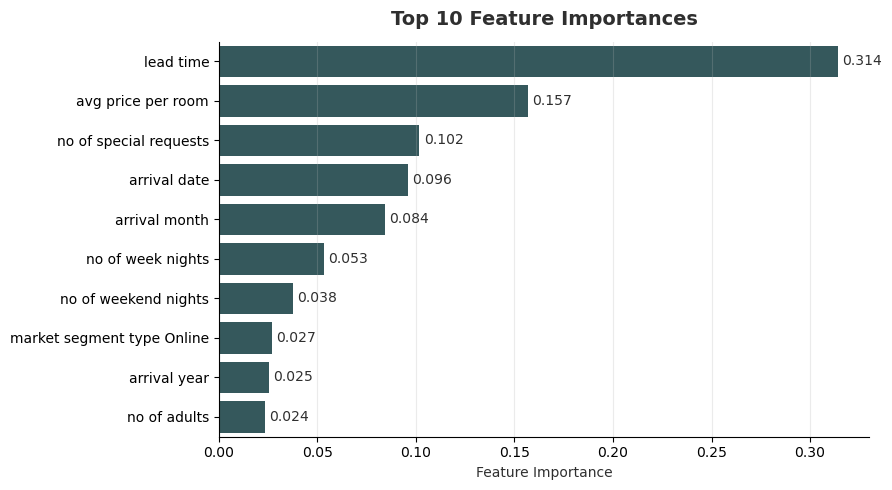 Top 10 Feature Importances
lead time 0.314
avg price per room 0.157
no of special requests 0.102
arrival date 0.096
arrival month 0.084
no of week nights 0.053
no of weekend nights 0.038
market segment type Online 0.027
arrival year 0.025
no of adults 0.024
0.00 0.05 0.10 0.15 0.20 0.25 0.30
Feature Importance